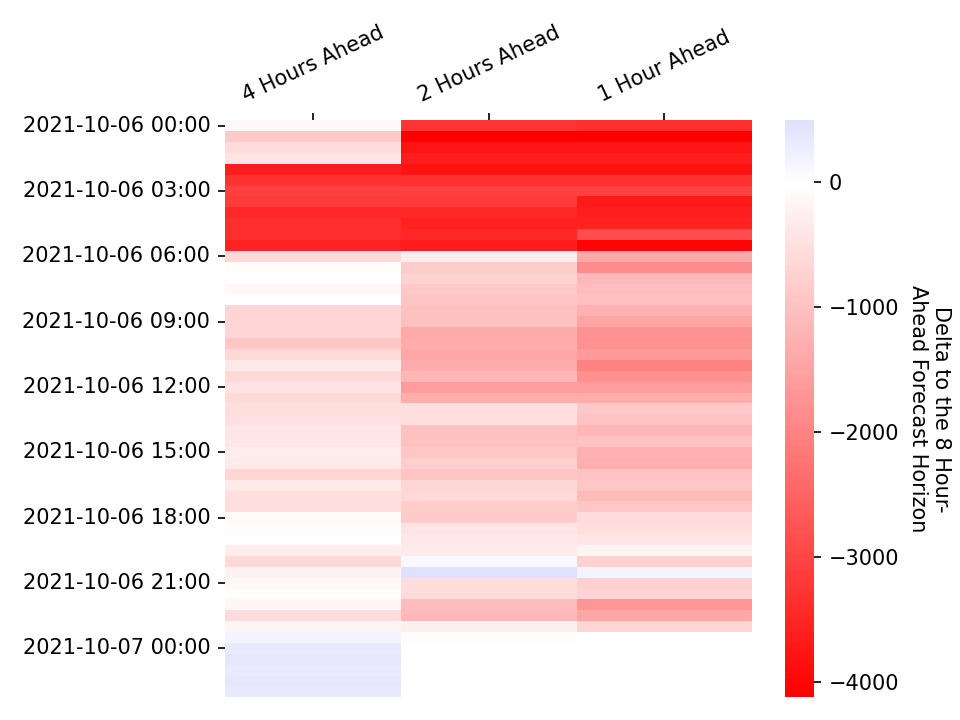 4 Hours Ahead
2 Hours Ahead
1 Hour Ahead
2021-10-06 00:00
2021-10-06 03:00
2021-10-06 06:00
2021-10-06 09:00
2021-10-06 12:00
2021-10-06 15:00
2021-10-06 18:00
2021-10-06 21:00
2021-10-07 00:00
0
−1000
−2000
−3000
−4000
Delta to the 8 Hour-
Ahead Forecast Horizon